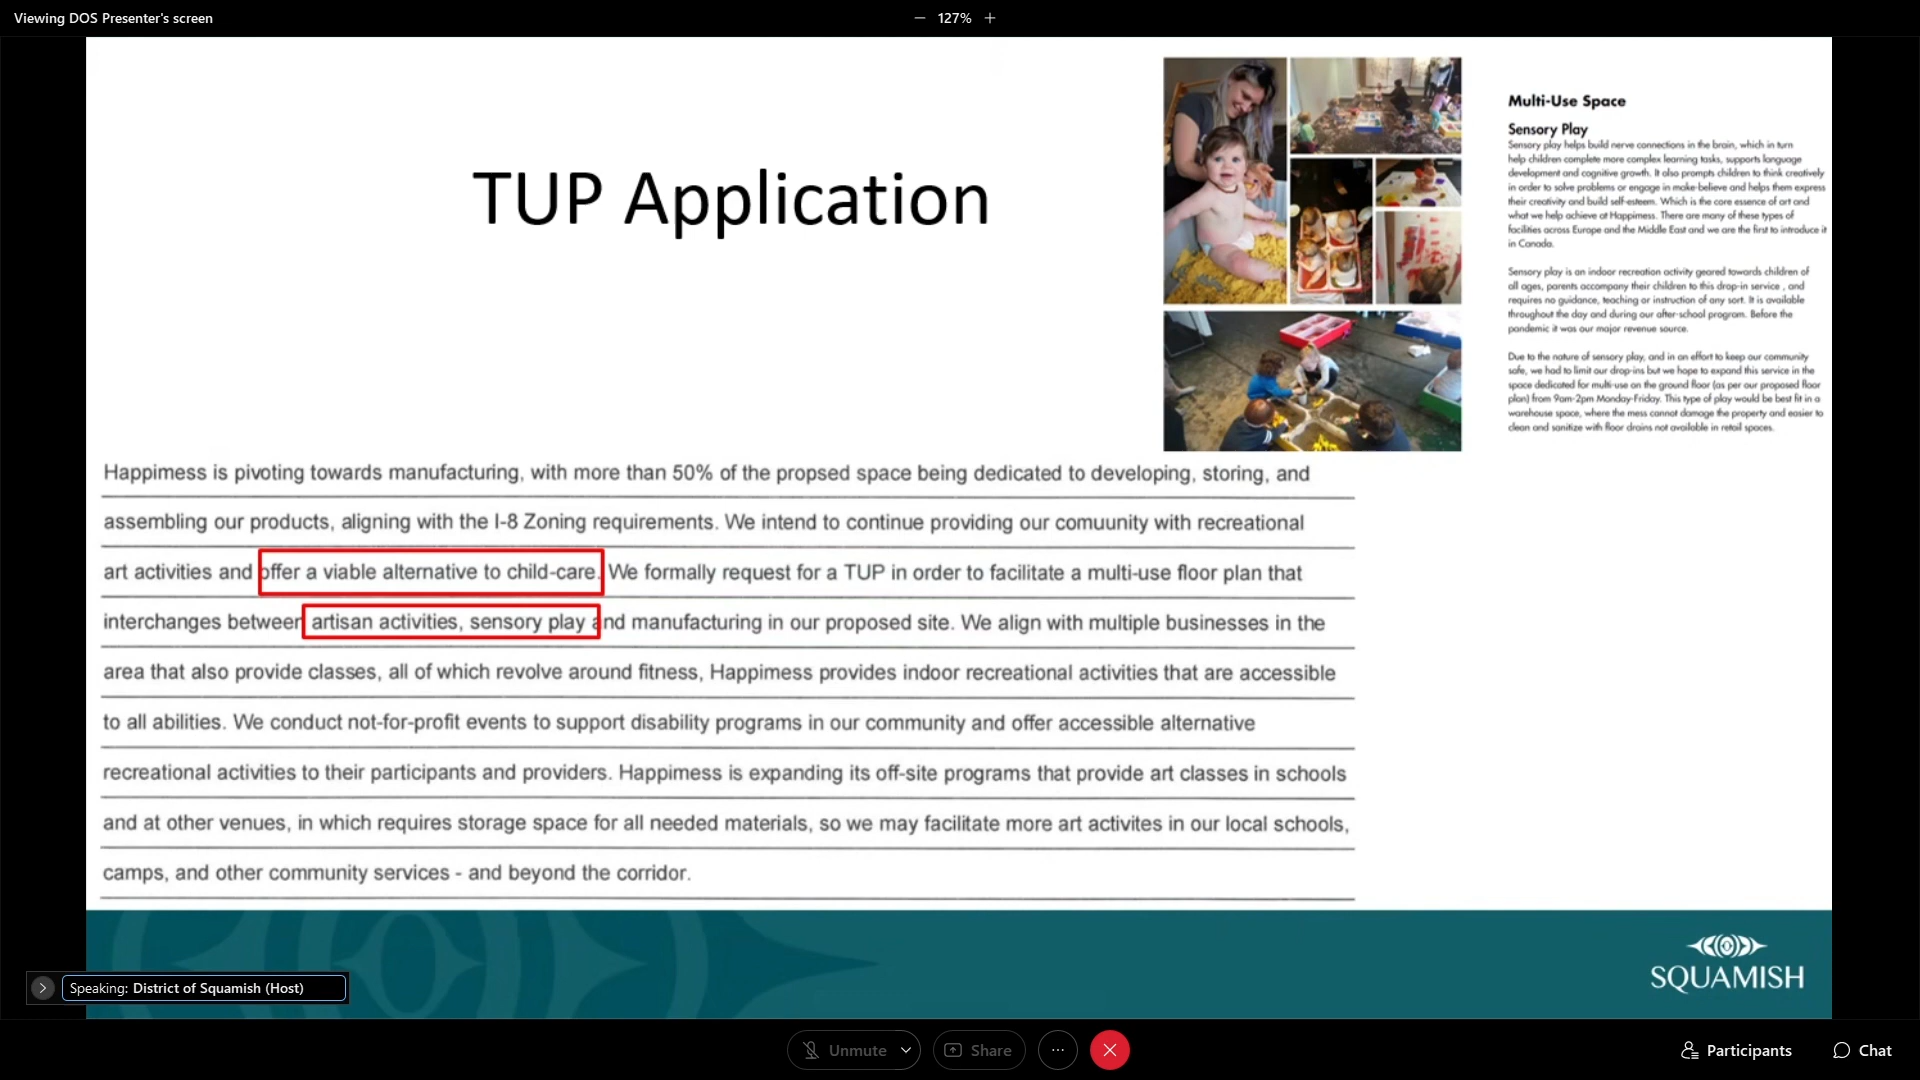 Viewing DOS Presenter's screen
127%
TUP Application
Multi-Use Space
Sensory Play
Sensory play helps build nerve connections in the brain, which in turn
help children complete more complex learning tasks, supports language
development and cognitive growth. It also prompts children to think creatively
in order to solve problems or engage in make-believe and helps them express
their creativity and build self-esteem. Which is the core essence of art and
what we help achieve at Happimess. There are many of these types of
facilities across Europe and the Middle East and we are the first to introduce it
in Canada.
Sensory play is an indoor recreation activity geared towards children of
all ages, parents accompany their children to this drop-in service , and
requires no guidance, teaching or instruction of any sort. It is available
throughout the day and during our after-school program. Before the
pandemic it was our major revenue source.
Due to the nature of sensory play, and in an effort to keep our community
safe, we had to limit our drop-ins but we hope to expand this service in the
space dedicated for multi-use on the ground floor (as per our proposed floor
plan) from 9am-2pm Monday-Friday. This type of play would be best fit in a
warehouse space, where the mess cannot damage the property and easier to
clean and sanitize with floor drains not available in retail spaces.
Happimess is pivoting towards manufacturing, with more than 50% of the propsed space being dedicated to developing, storing, and
assembling our products, aligning with the I-8 Zoning requirements. We intend to continue providing our comuunity with recreational
art activities and offer a viable alternative to child-care. We formally request for a TUP in order to facilitate a multi-use floor plan that
interchanges between artisan activities, sensory play and manufacturing in our proposed site. We align with multiple businesses in the
area that also provide classes, all of which revolve around fitness, Happimess provides indoor recreational activities that are accessible
to all abilities. We conduct not-for-profit events to support disability programs in our community and offer accessible alternative
recreational activities to their participants and providers. Happimess is expanding its off-site programs that provide art classes in schools
and at other venues, in which requires storage space for all needed materials, so we may facilitate more art activites in our local schools,
camps, and other community services - and beyond the corridor.
SQUAMISH
Speaking: District of Squamish (Host)
Unmute
Share
Participants
Chat